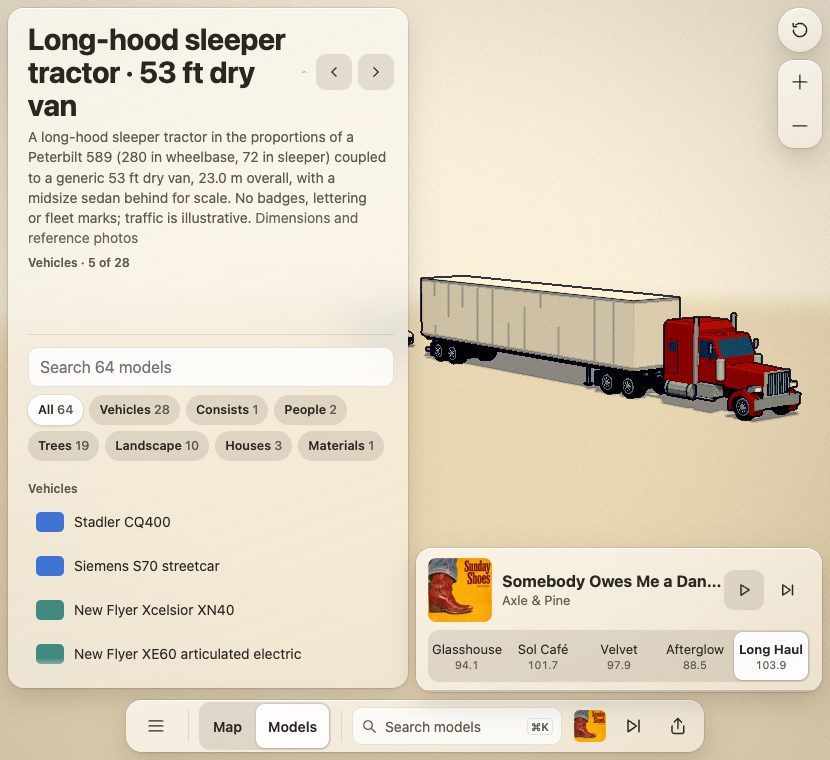 Long-hood sleeper
tractor · 53 ft dry
van
A long-hood sleeper tractor in the proportions of a
Peterbilt 589 (280 in wheelbase, 72 in sleeper) coupled
to a generic 53 ft dry van, 23.0 m overall, with a
midsize sedan behind for scale. No badges, lettering
or fleet marks; traffic is illustrative. Dimensions and
reference photos
Vehicles · 5 of 28
Search 64 models
All 64
Vehicles 28
Consists 1
People 2
Trees 19
Landscape 10
Houses 3
Materials 1
Vehicles
Stadler CQ400
Siemens S70 streetcar
New Flyer Xcelsior XN40
New Flyer XE60 articulated electric
Sunday
Shoes
Somebody Owes Me a Dan...
Axle & Pine
Glasshouse
94.1
Sol Café
101.7
Velvet
97.9
Afterglow
88.5
Long Haul
103.9
Map
Models
Search models
⌘K